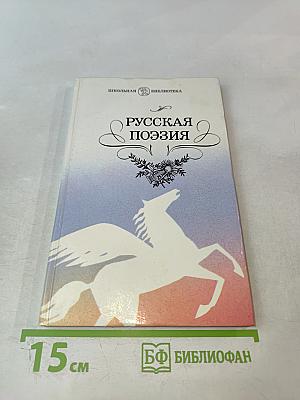 ШКОЛЬНАЯ БИБЛИОТЕКА
РУССКАЯ
ПОЭЗИЯ
15 см
БФ БИБЛИОФАН